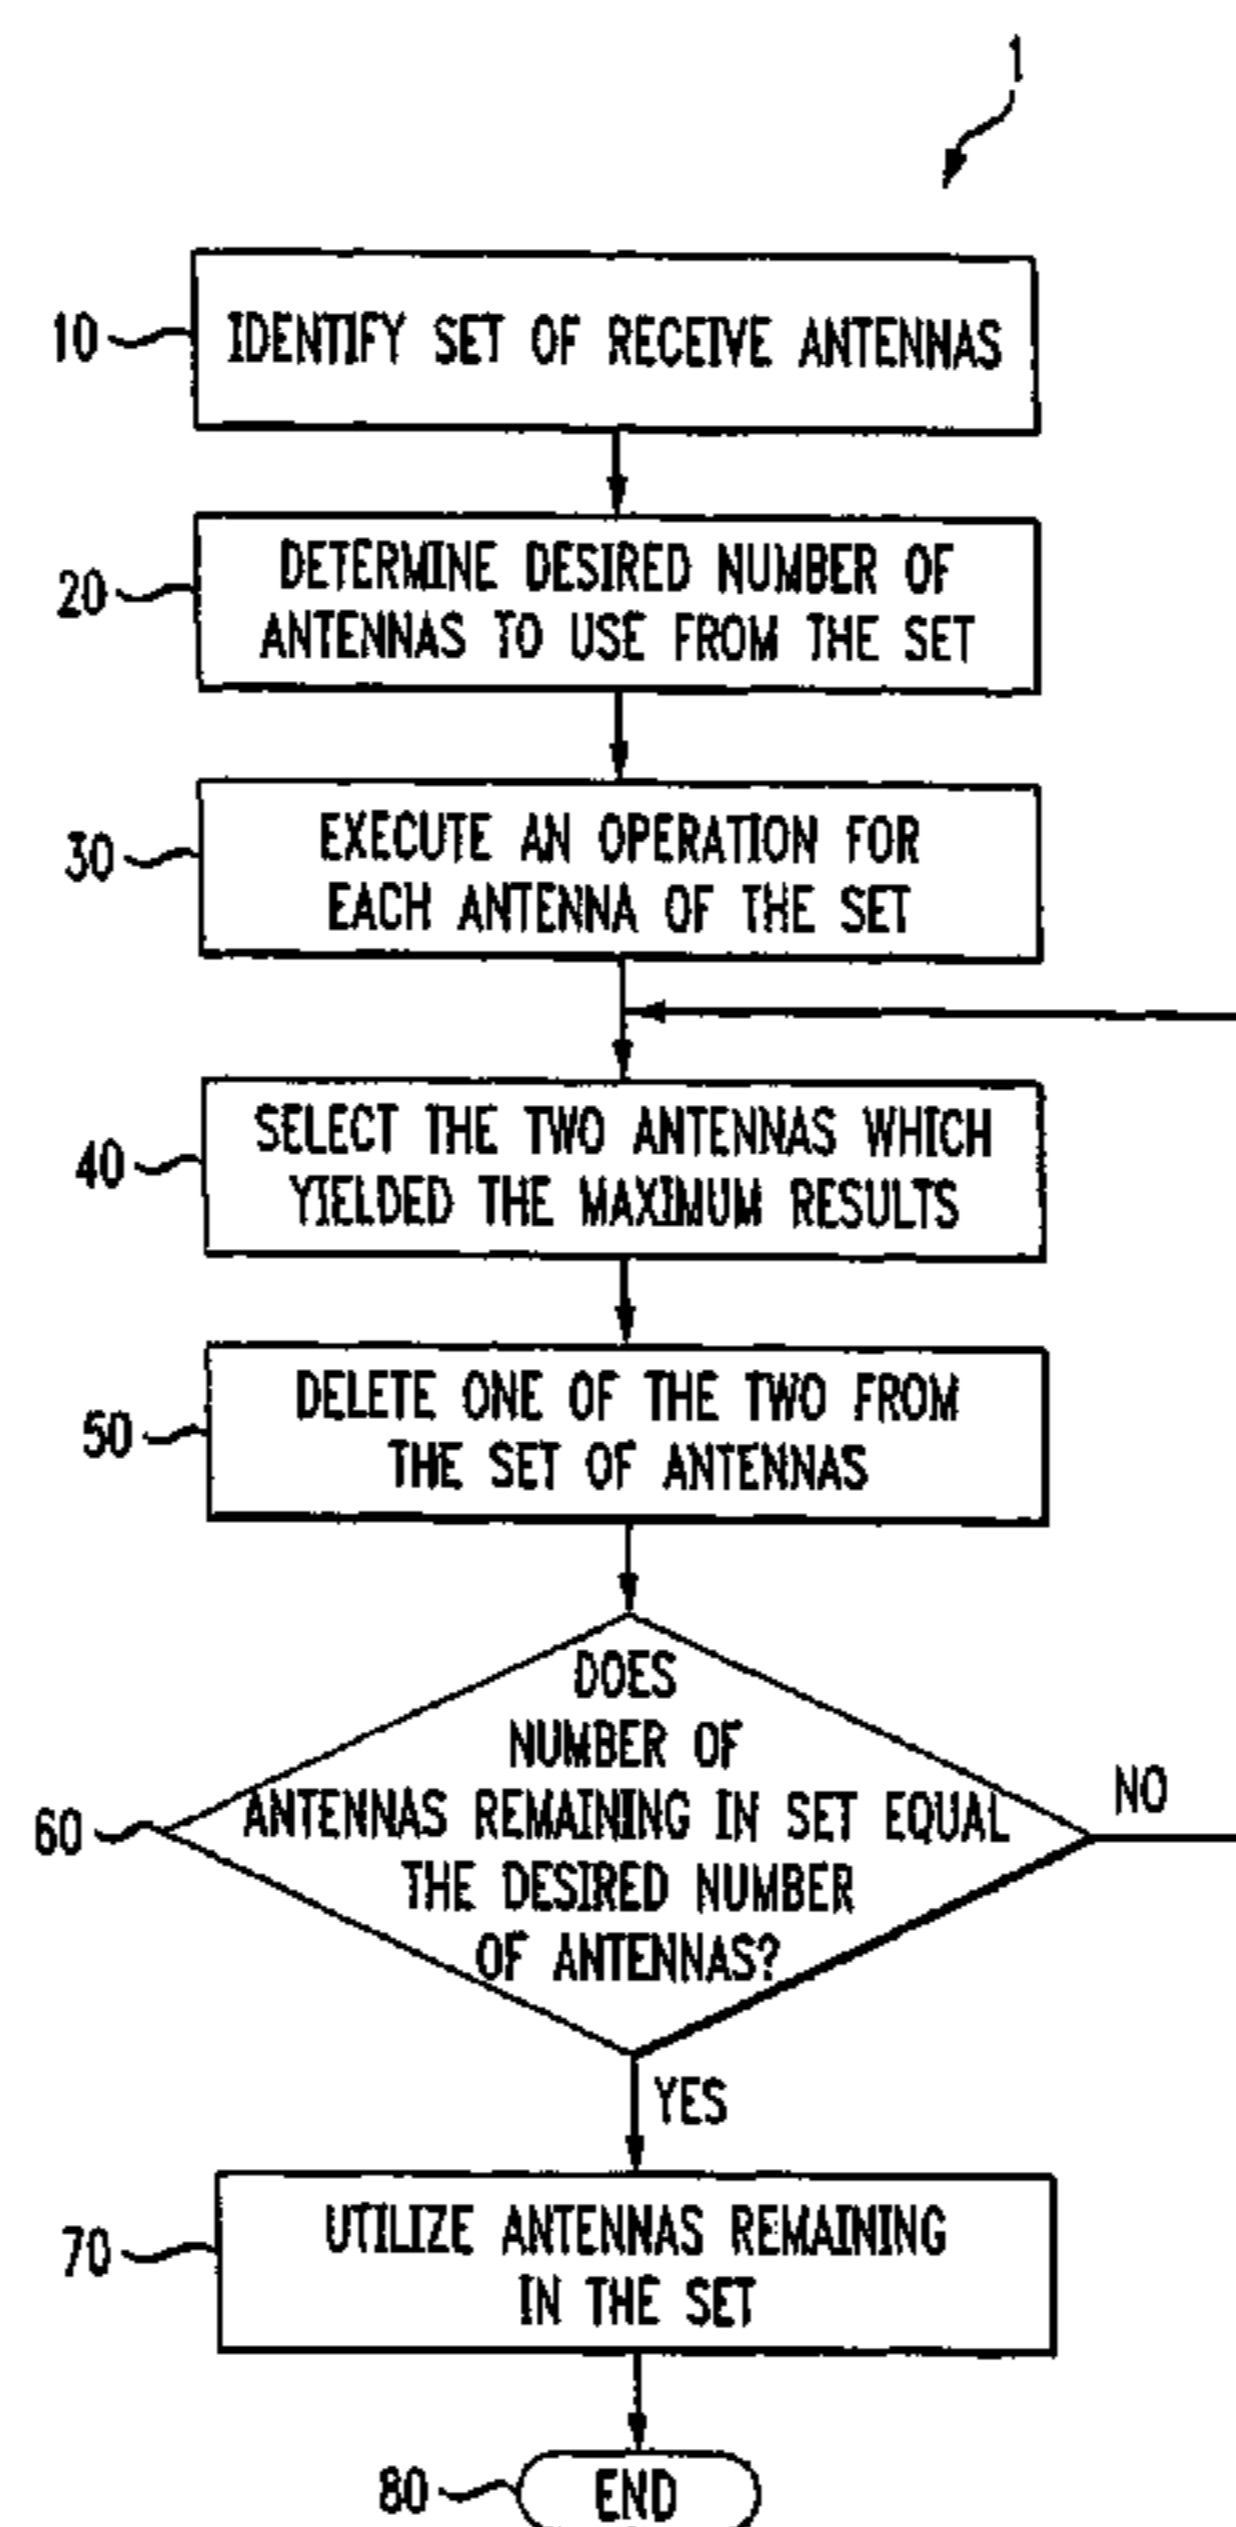 1
10
IDENTIFY SET OF RECEIVE ANTENNAS
20
DETERMINE DESIRED NUMBER OF
ANTENNAS TO USE FROM THE SET
30
EXECUTE AN OPERATION FOR
EACH ANTENNA OF THE SET
40
SELECT THE TWO ANTENNAS WHICH
YIELDED THE MAXIMUM RESULTS
50
DELETE ONE OF THE TWO FROM
THE SET OF ANTENNAS
60
DOES
NUMBER OF
ANTENNAS REMAINING IN SET EQUAL
THE DESIRED NUMBER
OF ANTENNAS?
NO
YES
70
UTILIZE ANTENNAS REMAINING
IN THE SET
80
END